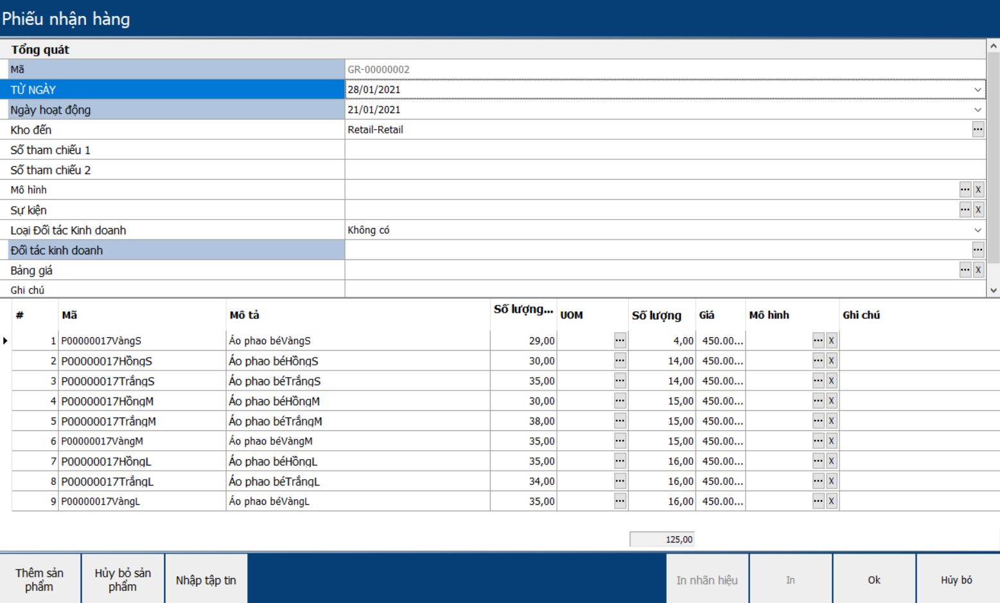 Phiếu nhận hàng
Tổng quát
Mã GR-00000002
TỪ NGÀY 28/01/2021
Ngày hoạt động 21/01/2021
Kho đến Retail-Retail ...
Số tham chiếu 1
Số tham chiếu 2
Mô hình ... X
Sự kiện ... X
Loại Đối tác Kinh doanh Không có
Đối tác kinh doanh ...
Bảng giá ... X
Ghi chú
# Mã Mô tả Số lượng... UOM Số lượng Giá Mô hình Ghi chú
1 P00000017VàngS Áo phao béVàngS 29,00 ... 4,00 450.00... ... X
2 P00000017HồngS Áo phao béHồngS 30,00 ... 14,00 450.00... ... X
3 P00000017TrắngS Áo phao béTrắngS 35,00 ... 14,00 450.00... ... X
4 P00000017HồngM Áo phao béHồngM 30,00 ... 15,00 450.00... ... X
5 P00000017TrắngM Áo phao béTrắngM 38,00 ... 15,00 450.00... ... X
6 P00000017VàngM Áo phao béVàngM 35,00 ... 15,00 450.00... ... X
7 P00000017HồngL Áo phao béHồngL 35,00 ... 16,00 450.00... ... X
8 P00000017TrắngL Áo phao béTrắngL 34,00 ... 16,00 450.00... ... X
9 P00000017VàngL Áo phao béVàngL 35,00 ... 16,00 450.00... ... X
125,00
Thêm sản
phẩm
Hủy bỏ sản
phẩm
Nhập tập tin
In nhãn hiệu
In
Ok
Hủy bỏ